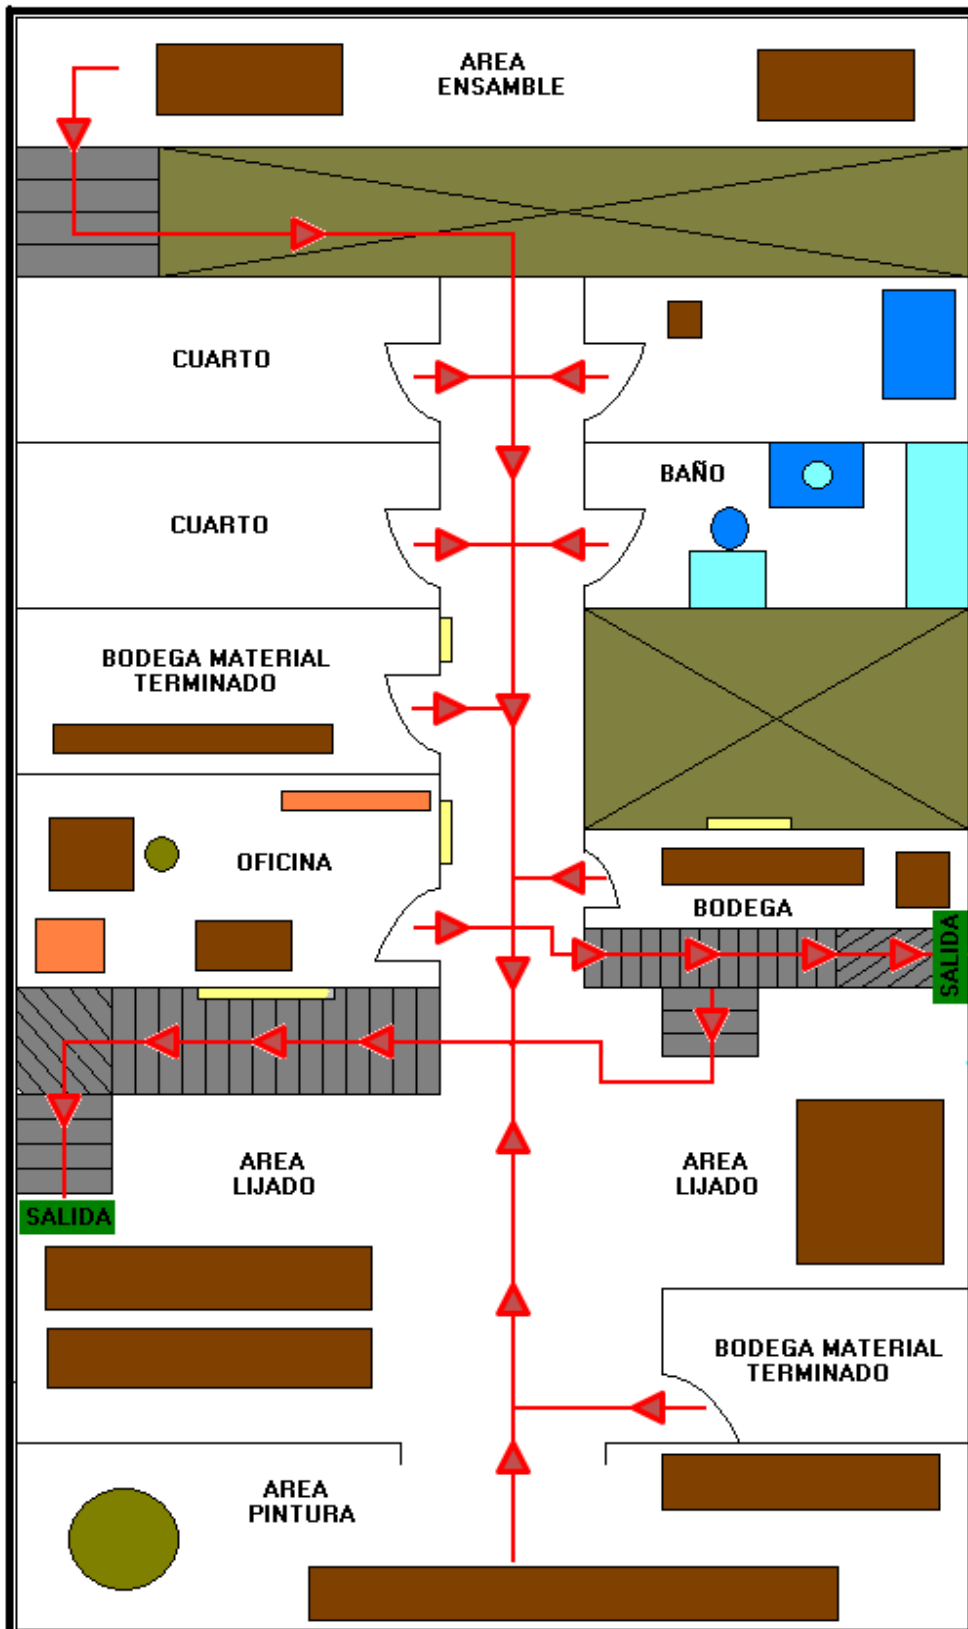 AREA
ENSAMBLE
CUARTO
BAÑO
CUARTO
BODEGA MATERIAL
TERMINADO
OFICINA
BODEGA
SALIDA
AREA
LIJADO
AREA
LIJADO
SALIDA
BODEGA MATERIAL
TERMINADO
AREA
PINTURA